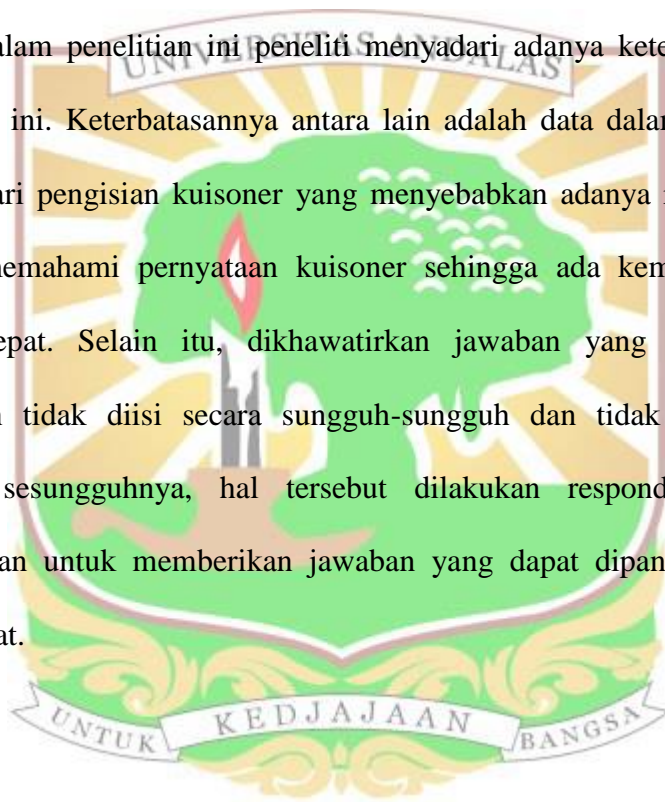 alam penelitian ini peneliti menyadari adanya kete
UNIVERSITAS ANDALAS
ini. Keterbatasannya antara lain adalah data dalam
ari pengisian kuisoner yang menyebabkan adanya
memahami pernyataan kuisoner sehingga ada kem
epat. Selain itu, dikhawatirkan jawaban yang
tidak diisi secara sungguh-sungguh dan tidak
sesungguhnya, hal tersebut dilakukan respond
an untuk memberikan jawaban yang dapat dipan
at.
UNTUK KEDJAJAAN BANGSA